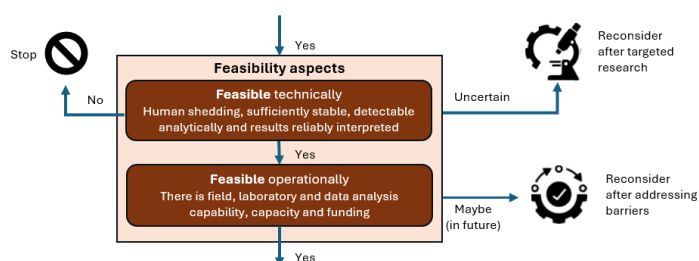 Yes
Stop
Reconsider
after targeted
research
Feasibility aspects
No
Feasible technically
Human shedding, sufficiently stable, detectable
analytically and results reliably interpreted
Uncertain
Yes
Feasible operationally
There is field, laboratory and data analysis
capability, capacity and funding
Maybe
(in future)
Reconsider
after addressing
barriers
Yes